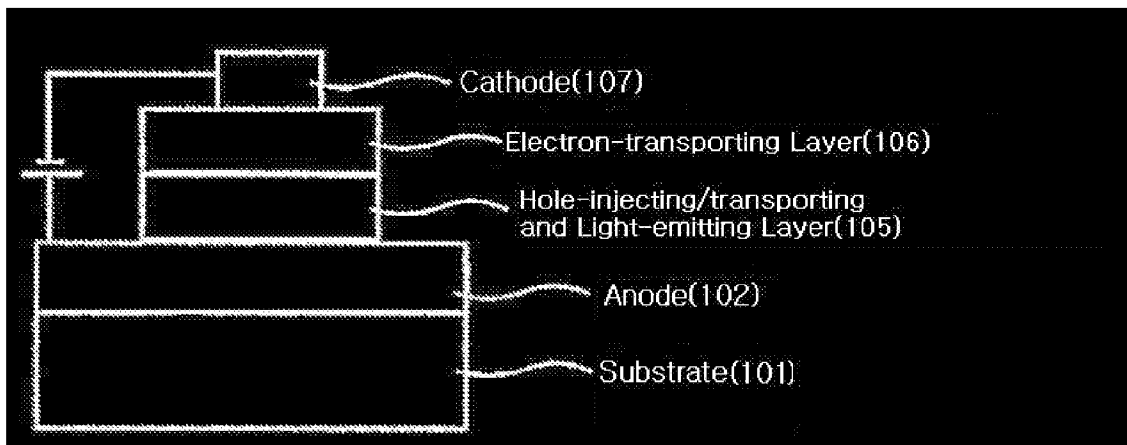 Cathode(107)
Electron-transporting Layer(106)
Hole-injecting/transporting
and Light-emitting Layer(105)
Anode(102)
Substrate(101)